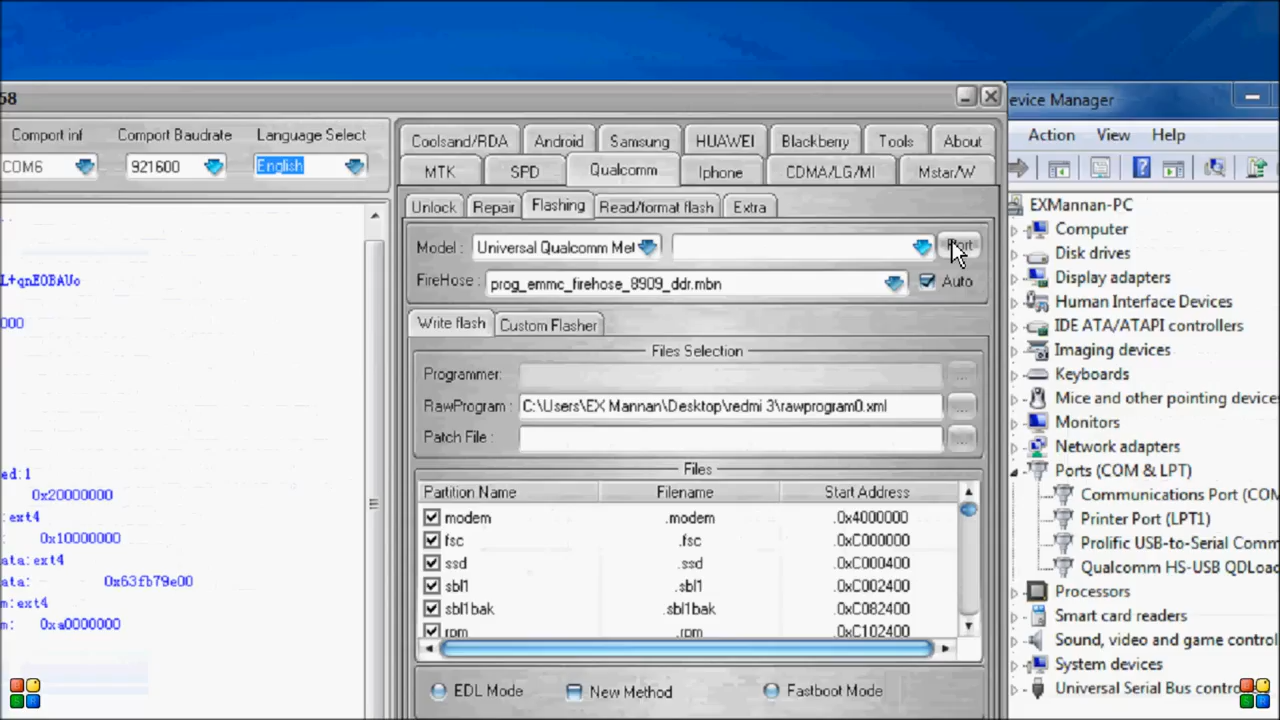 58
Comport inf Comport Baudrate Language Select
COM6 921600 English
L+qnEOBAUo
000
ed:1
0x20000000
:ext4
0x10000000
ata:ext4
ata: 0x63fb79e00
m:ext4
m: 0xa0000000
Coolsand/RDA Android Samsung HUAWEI Blackberry Tools About
MTK SPD Qualcomm Iphone CDMA/LG/MI Mstar/W
Unlock Repair Flashing Read/format flash Extra
Model : Universal Qualcomm Met Port
FireHose : prog_emmc_firehose_8909_ddr.mbn Auto
Write flash Custom Flasher
Files Selection
Programmer: ...
RawProgram : C:\Users\EX Mannan\Desktop\redmi 3\rawprogram0.xml ...
Patch File : ...
Files
Partition Name Filename Start Address
modem .modem .0x4000000
fsc .fsc .0xC000000
ssd .ssd .0xC000400
sbl1 .sbl1 .0xC002400
sbl1bak .sbl1bak .0xC082400
rpm .rpm .0xC102400
EDL Mode New Method Fastboot Mode
evice Manager
Action View Help
EXMannan-PC
Computer
Disk drives
Display adapters
Human Interface Devices
IDE ATA/ATAPI controllers
Imaging devices
Keyboards
Mice and other pointing device
Monitors
Network adapters
Ports (COM & LPT)
Communications Port (COM
Printer Port (LPT1)
Prolific USB-to-Serial Comm
Qualcomm HS-USB QDLoad
Processors
Smart card readers
Sound, video and game control
System devices
Universal Serial Bus contro